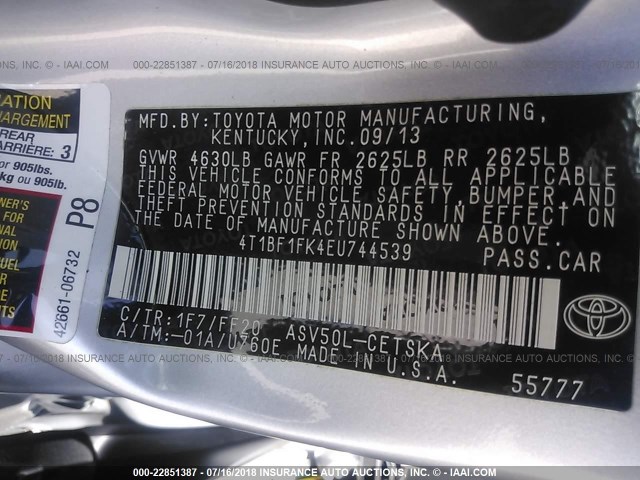 000-22851387 - 07/16/2018 - INSURANCE AUTO AUCTIONS, INC. - © - IAAI.COM
MFD.BY:TOYOTA MOTOR MANUFACTURING,
KENTUCKY,INC.09/13
GVWR 4630LB GAWR FR 2625LB RR 2625LB
THIS VEHICLE CONFORMS TO ALL APPLICABLE
FEDERAL MOTOR VEHICLE SAFETY,BUMPER,AND
THEFT PREVENTION STANDARDS IN EFFECT ON
THE DATE OF MANUFACTURE SHOWN ABOVE.
4T1BF1FK4EU744539 PASS.CAR
C/TR:1F7/FF20 ASV50L-CETSKA
A/TM:-01A/U760E MADE IN U.S.A.
55777
TOYOTA
REAR
ARRIÈRE: 3
905lbs.
kg ou 905lb.
P8
42661-06732
000-22851387 - 07/16/2018 - INSURANCE AUTO AUCTIONS, INC. - © - IAAI.COM